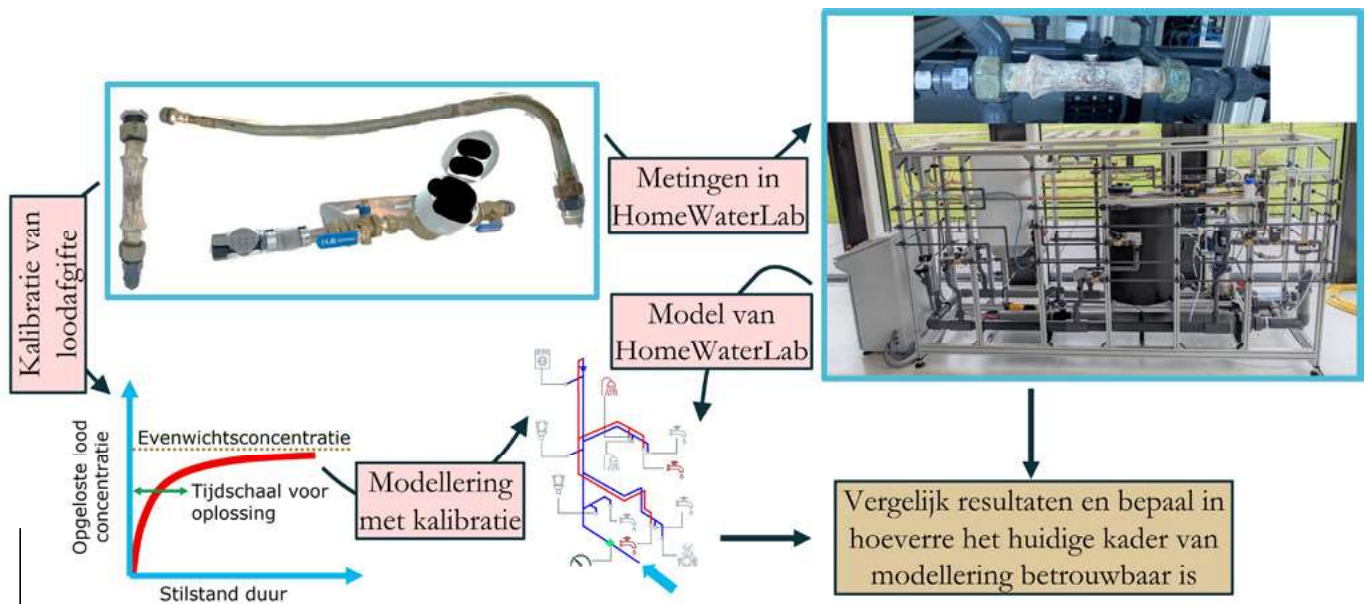 Metingen in
HomeWaterLab
Kalibratie van
loodafgifte
Model van
HomeWaterLab
Opgeloste lood
concentratie
Evenwichtsconcentratie
Tijdschaal voor
oplossing
Stilstand duur
Modellering
met kalibratie
Vergelijk resultaten en bepaal in
hoeverre het huidige kader van
modellering betrouwbaar is